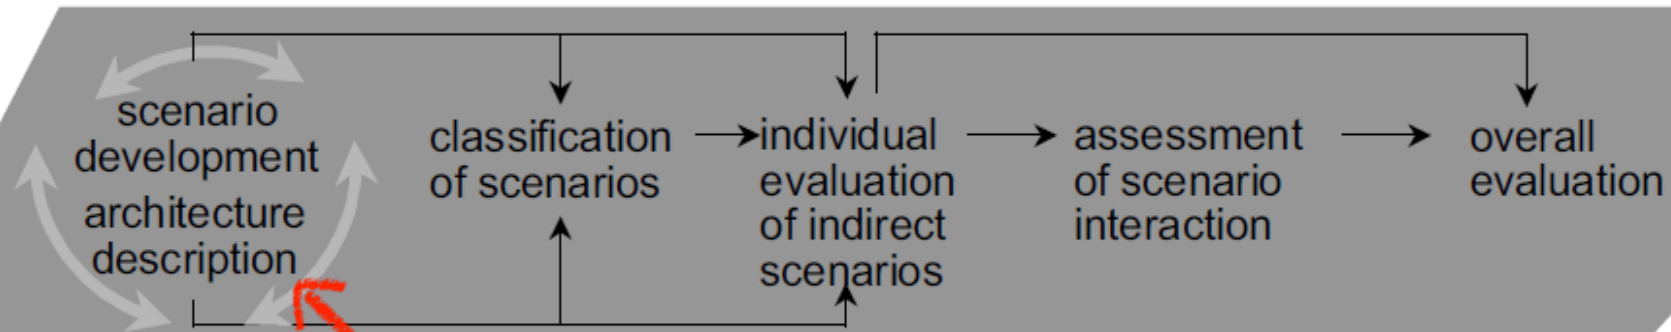 scenario
development
architecture
description
classification
of scenarios
individual
evaluation
of indirect
scenarios
assessment
of scenario
interaction
overall
evaluation